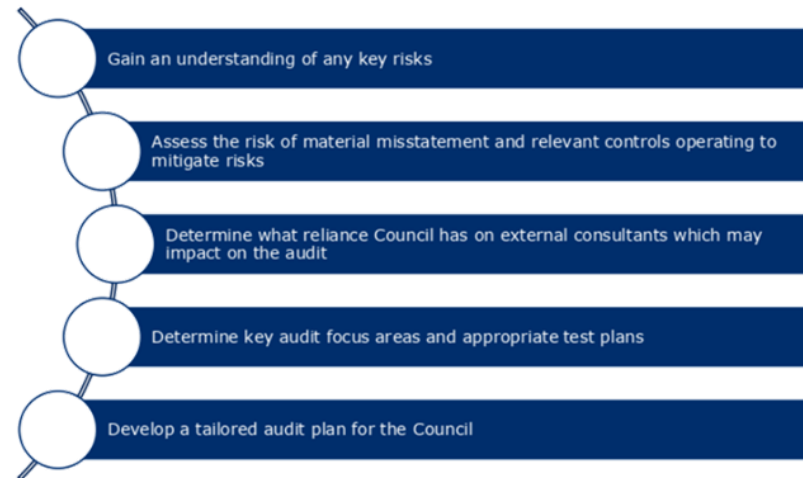 Gain an understanding of any key risks
Assess the risk of material misstatement and relevant controls operating to
mitigate risks
Determine what reliance Council has on external consultants which may
impact on the audit
Determine key audit focus areas and appropriate test plans
Develop a tailored audit plan for the Council